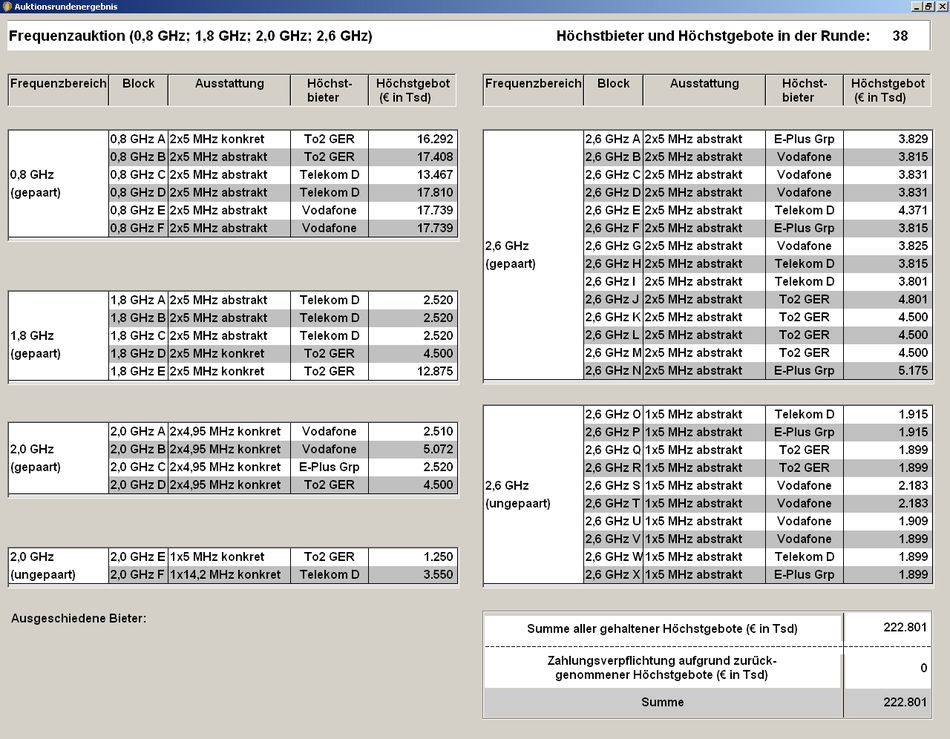 Auktionsrundenergebnis
Frequenzauktion (0,8 GHz; 1,8 GHz; 2,0 GHz; 2,6 GHz) Höchstbieter und Höchstgebote in der Runde: 38
Frequenzbereich Block Ausstattung Höchst-bieter Höchstgebot (€ in Tsd)
0,8 GHz (gepaart)
0,8 GHz A 2x5 MHz konkret To2 GER 16.292
0,8 GHz B 2x5 MHz abstrakt To2 GER 17.408
0,8 GHz C 2x5 MHz abstrakt Telekom D 13.467
0,8 GHz D 2x5 MHz abstrakt Telekom D 17.810
0,8 GHz E 2x5 MHz abstrakt Vodafone 17.739
0,8 GHz F 2x5 MHz abstrakt Vodafone 17.739
1,8 GHz (gepaart)
1,8 GHz A 2x5 MHz abstrakt Telekom D 2.520
1,8 GHz B 2x5 MHz abstrakt Telekom D 2.520
1,8 GHz C 2x5 MHz abstrakt Telekom D 2.520
1,8 GHz D 2x5 MHz konkret To2 GER 4.500
1,8 GHz E 2x5 MHz konkret To2 GER 12.875
2,0 GHz (gepaart)
2,0 GHz A 2x4,95 MHz konkret Vodafone 2.510
2,0 GHz B 2x4,95 MHz konkret Vodafone 5.072
2,0 GHz C 2x4,95 MHz konkret E-Plus Grp 2.520
2,0 GHz D 2x4,95 MHz konkret To2 GER 4.500
2,0 GHz (ungepaart)
2,0 GHz E 1x5 MHz konkret To2 GER 1.250
2,0 GHz F 1x14,2 MHz konkret Telekom D 3.550
Ausgeschiedene Bieter:
Frequenzbereich Block Ausstattung Höchst-bieter Höchstgebot (€ in Tsd)
2,6 GHz (gepaart)
2,6 GHz A 2x5 MHz abstrakt E-Plus Grp 3.829
2,6 GHz B 2x5 MHz abstrakt Vodafone 3.815
2,6 GHz C 2x5 MHz abstrakt Vodafone 3.831
2,6 GHz D 2x5 MHz abstrakt Vodafone 3.831
2,6 GHz E 2x5 MHz abstrakt Telekom D 4.371
2,6 GHz F 2x5 MHz abstrakt E-Plus Grp 3.815
2,6 GHz G 2x5 MHz abstrakt Vodafone 3.825
2,6 GHz H 2x5 MHz abstrakt Telekom D 3.815
2,6 GHz I 2x5 MHz abstrakt Telekom D 3.801
2,6 GHz J 2x5 MHz abstrakt To2 GER 4.801
2,6 GHz K 2x5 MHz abstrakt To2 GER 4.500
2,6 GHz L 2x5 MHz abstrakt To2 GER 4.500
2,6 GHz M 2x5 MHz abstrakt To2 GER 4.500
2,6 GHz N 2x5 MHz abstrakt E-Plus Grp 5.175
2,6 GHz (ungepaart)
2,6 GHz O 1x5 MHz abstrakt Telekom D 1.915
2,6 GHz P 1x5 MHz abstrakt E-Plus Grp 1.915
2,6 GHz Q 1x5 MHz abstrakt To2 GER 1.899
2,6 GHz R 1x5 MHz abstrakt To2 GER 1.899
2,6 GHz S 1x5 MHz abstrakt Vodafone 2.183
2,6 GHz T 1x5 MHz abstrakt Vodafone 2.183
2,6 GHz U 1x5 MHz abstrakt Vodafone 1.909
2,6 GHz V 1x5 MHz abstrakt Vodafone 1.899
2,6 GHz W 1x5 MHz abstrakt Telekom D 1.899
2,6 GHz X 1x5 MHz abstrakt E-Plus Grp 1.899
Summe aller gehaltener Höchstgebote (€ in Tsd) 222.801
Zahlungsverpflichtung aufgrund zurück-
genommener Höchstgebote (€ in Tsd) 0
Summe 222.801